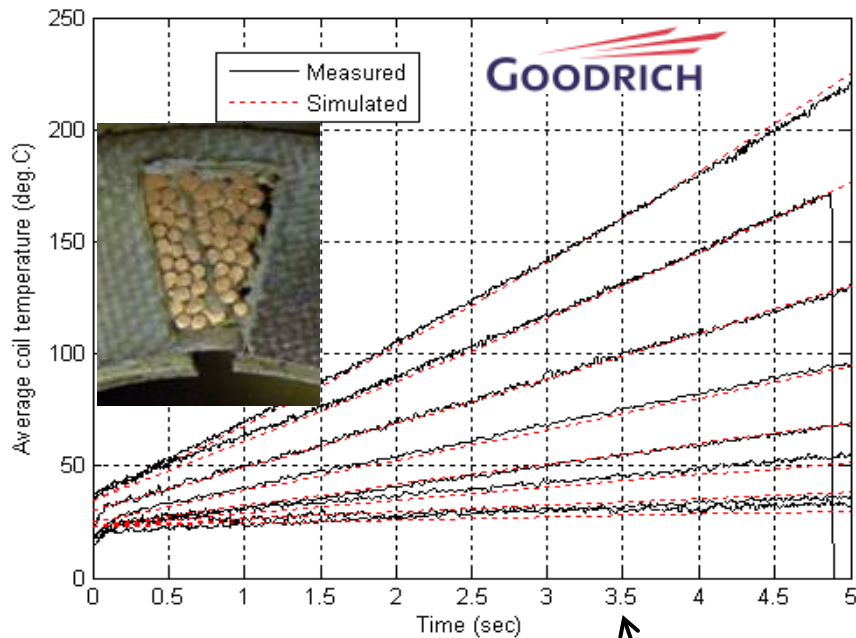 GOODRICH
Measured
Simulated
250
200
150
100
50
0
Average coil temperature (deg.C)
0 0.5 1 1.5 2 2.5 3 3.5 4 4.5 5
Time (sec)